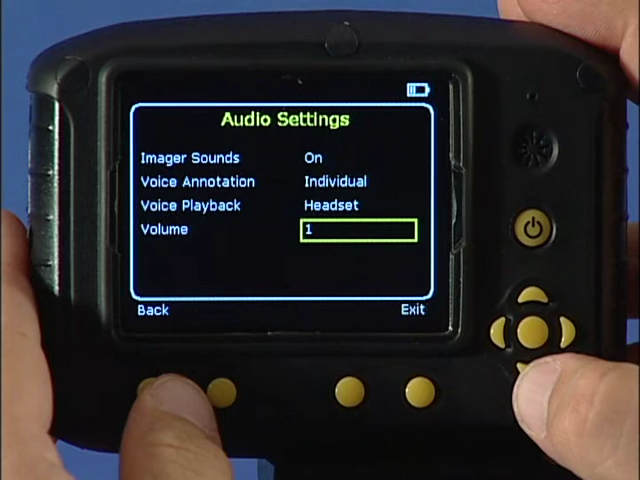 Audio Settings
Imager Sounds On
Voice Annotation Individual
Voice Playback Headset
Volume 1
Back Exit